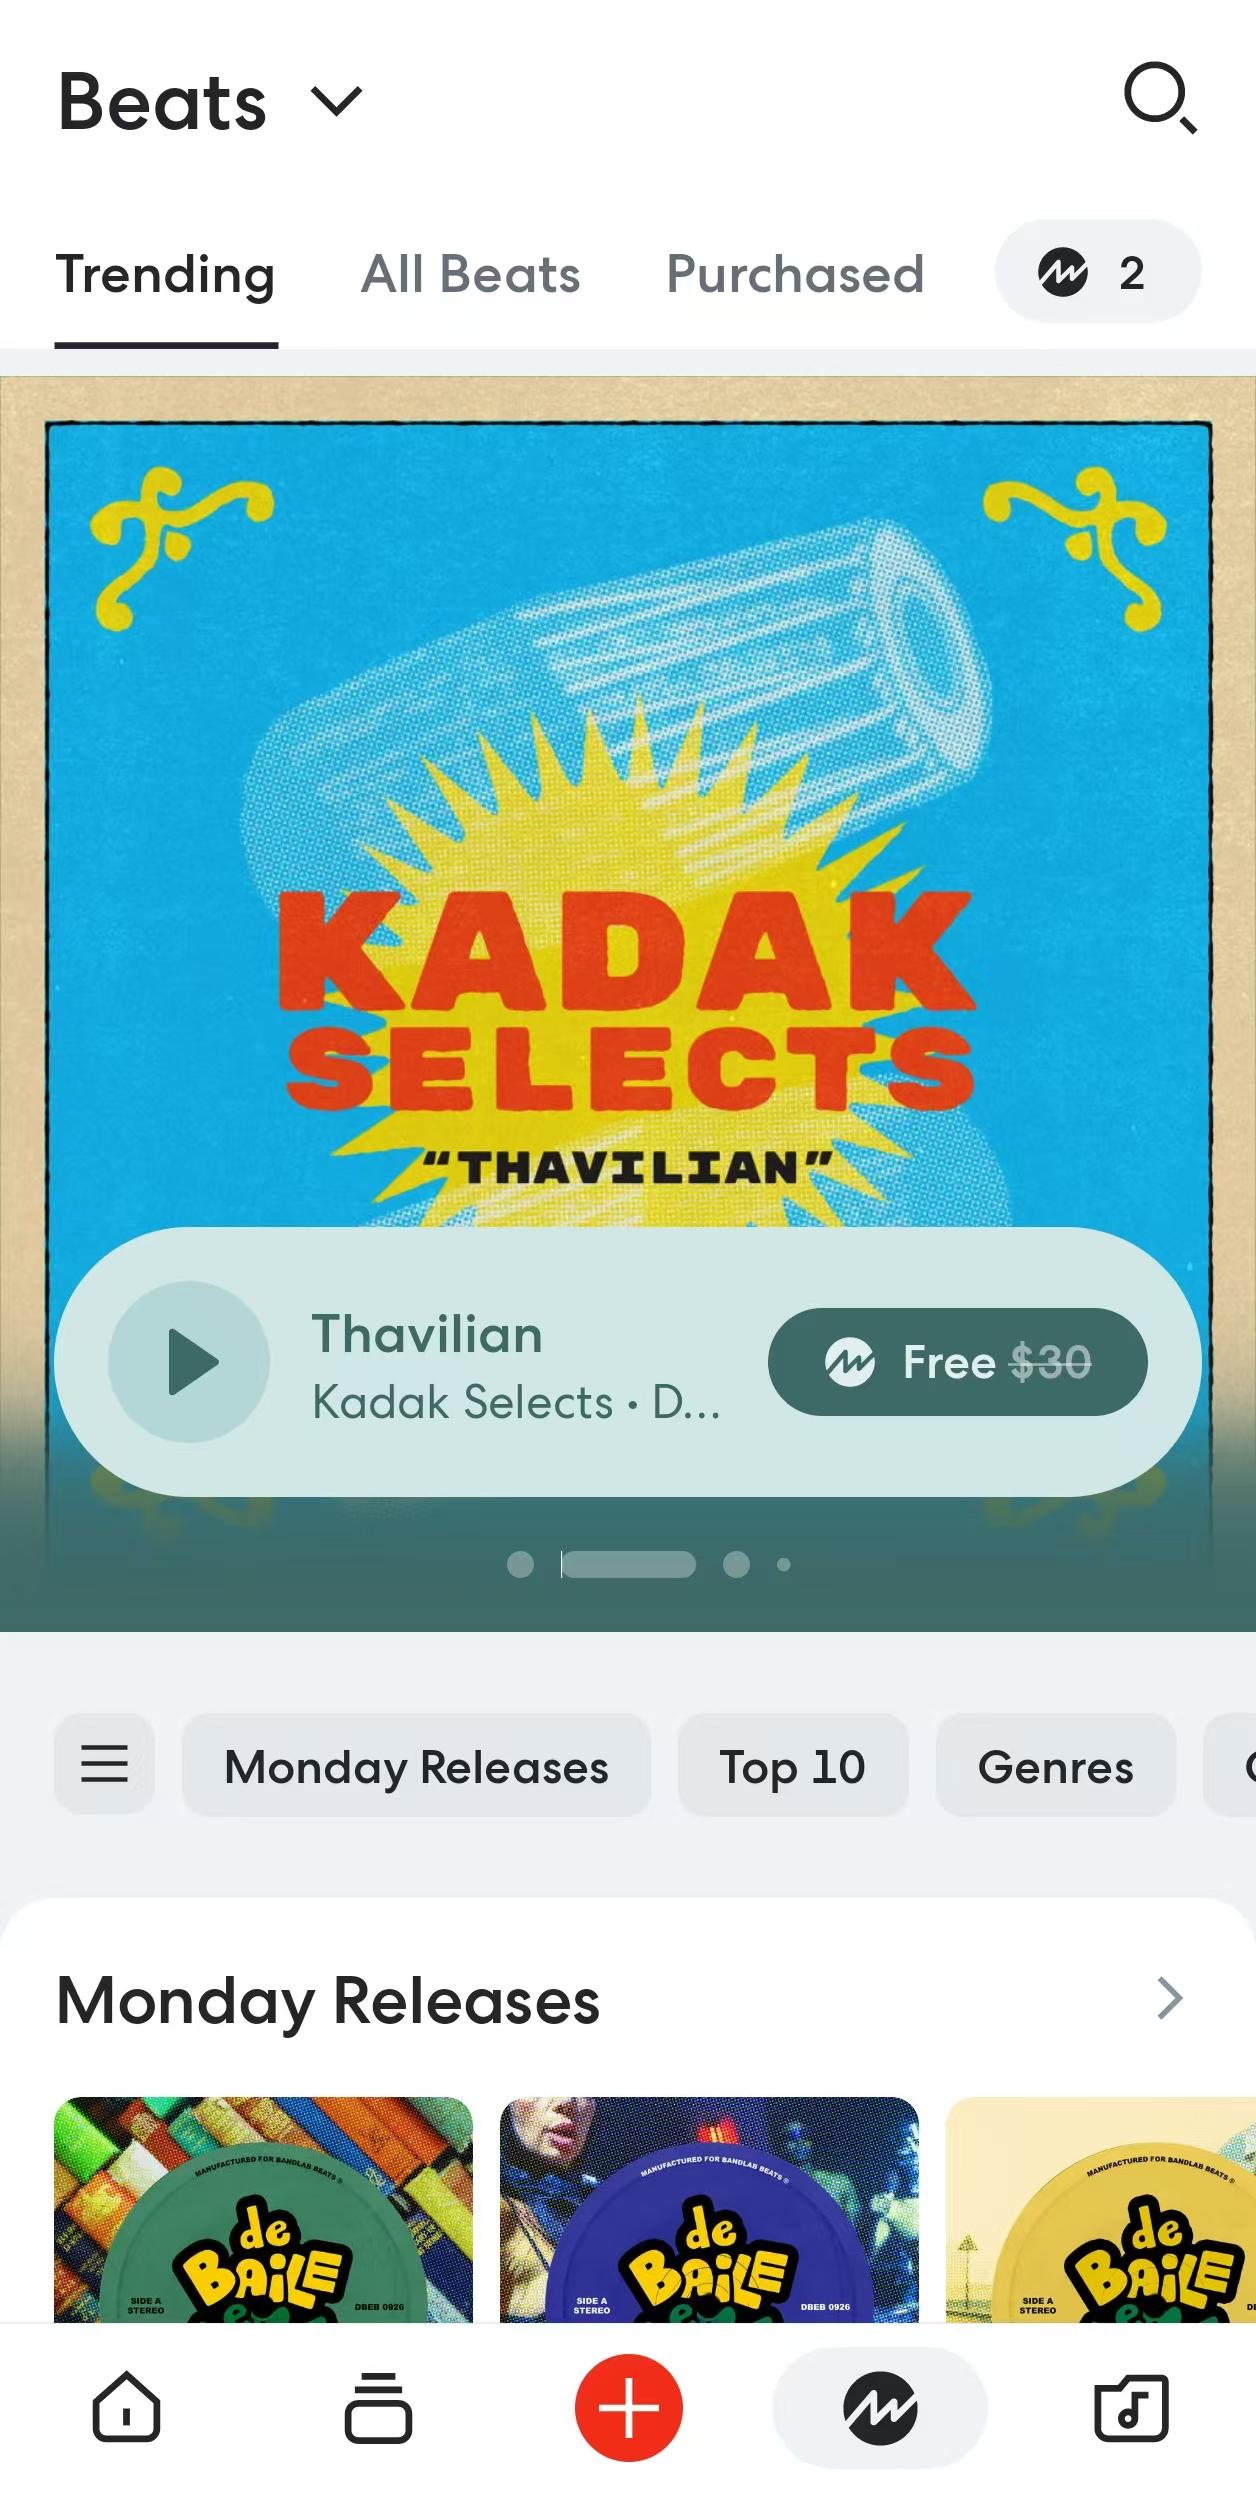 Beats
Trending All Beats Purchased 2
KADAK
SELECTS
“THAVILIAN”
Thavilian
Kadak Selects • D...
Free $30
Monday Releases Top 10 Genres
Monday Releases
MANUFACTURED FOR BANDLAB BEATS ®
de
BAILE
SIDE A
STEREO
DBEB 0926
MANUFACTURED FOR BANDLAB BEATS ®
de
BAILE
SIDE A
STEREO
DBEB 0926
MANUFACTURED FOR BANDLAB BEATS ®
de
BAILE
SIDE A
STEREO